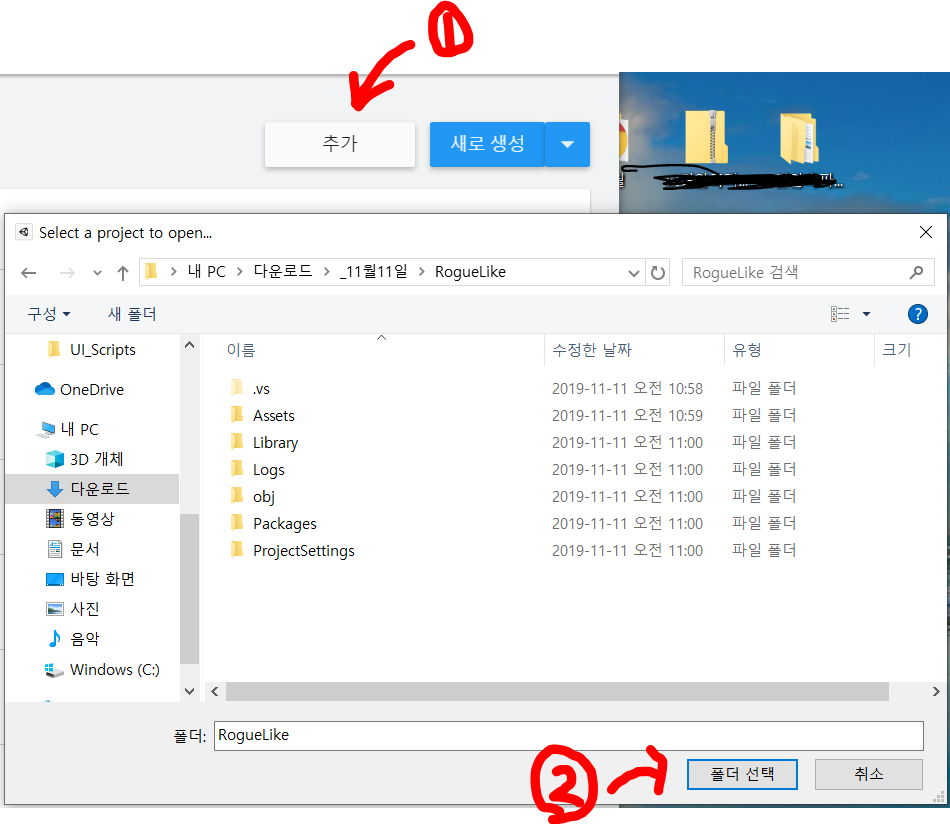 ①
추가
새로 생성
Select a project to open...
내 PC > 다운로드 > _11월11일 > RogueLike
RogueLike 검색
구성
새 폴더
?
UI_Scripts
OneDrive
내 PC
3D 개체
다운로드
동영상
문서
바탕 화면
사진
음악
Windows (C:)
이름 수정한 날짜 유형 크기
.vs 2019-11-11 오전 10:58 파일 폴더
Assets 2019-11-11 오전 10:59 파일 폴더
Library 2019-11-11 오전 11:00 파일 폴더
Logs 2019-11-11 오전 11:00 파일 폴더
obj 2019-11-11 오전 11:00 파일 폴더
Packages 2019-11-11 오전 11:00 파일 폴더
ProjectSettings 2019-11-11 오전 11:00 파일 폴더
폴더: RogueLike
②
폴더 선택
취소